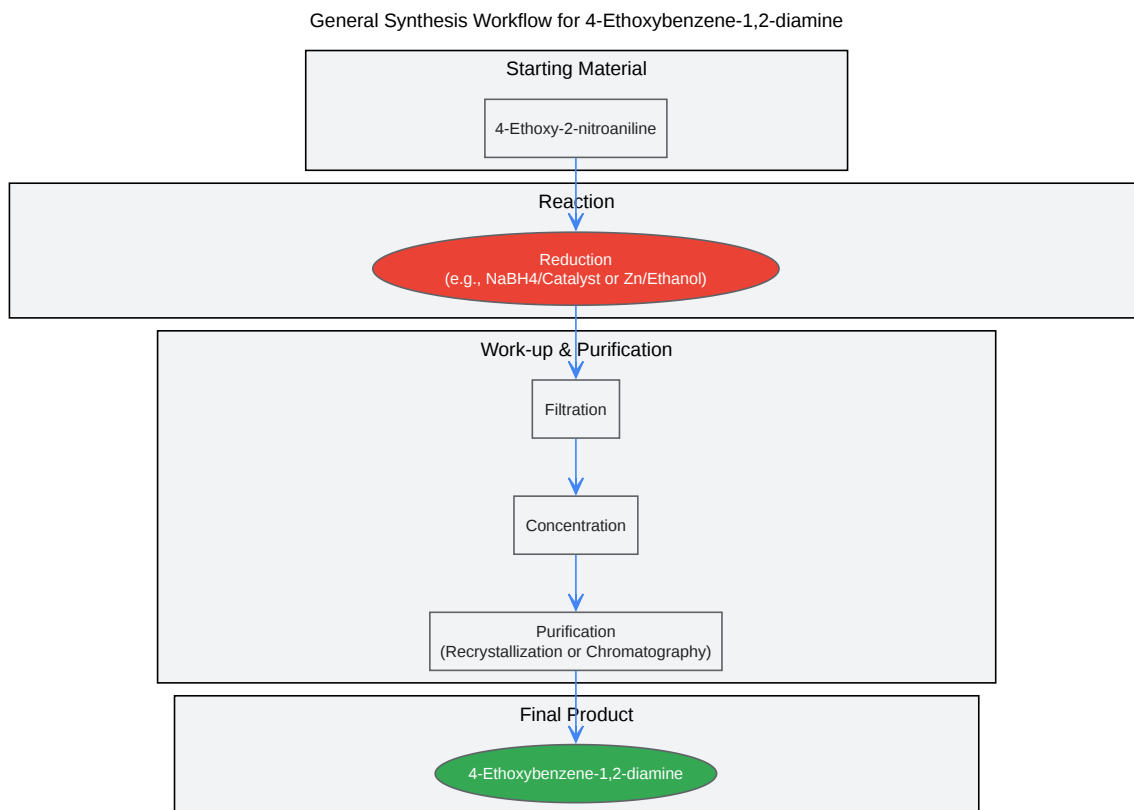 General Synthesis Workflow for 4-Ethoxybenzene-1,2-diamine
Starting Material
4-Ethoxy-2-nitroaniline
Reaction
Reduction
(e.g., NaBH4/Catalyst or Zn/Ethanol)
Work-up & Purification
Filtration
Concentration
Purification
(Recrystallization or Chromatography)
Final Product
4-Ethoxybenzene-1,2-diamine